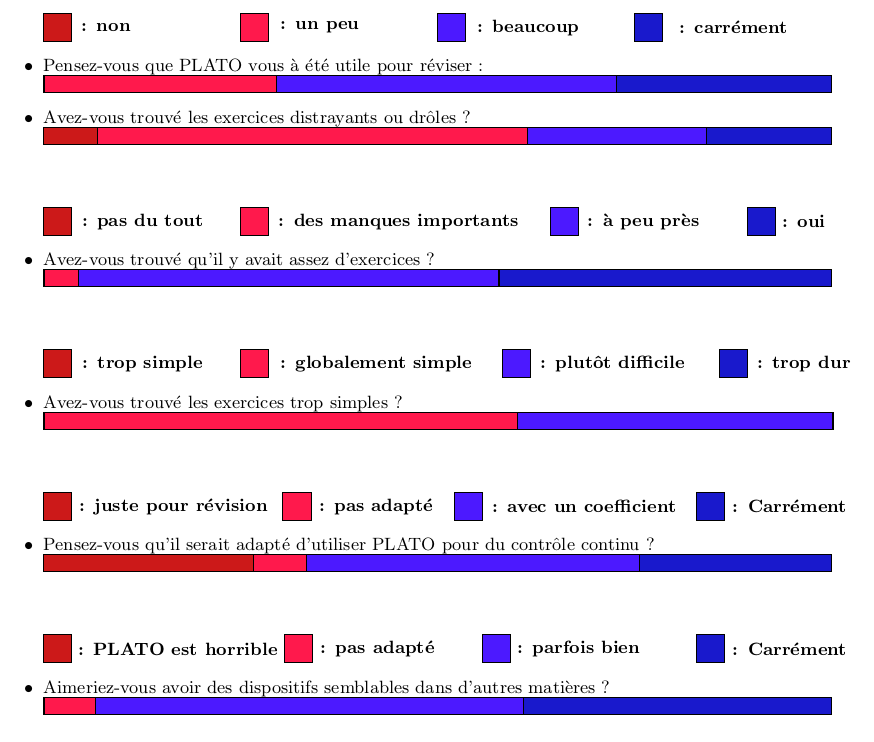 : non : un peu : beaucoup : carrément
• Pensez-vous que PLATO vous à été utile pour réviser :
• Avez-vous trouvé les exercices distrayants ou drôles ?
: pas du tout : des manques importants : à peu près : oui
• Avez-vous trouvé qu'il y avait assez d'exercices ?
: trop simple : globalement simple : plutôt difficile : trop dur
• Avez-vous trouvé les exercices trop simples ?
: juste pour révision : pas adapté : avec un coefficient : Carrément
• Pensez-vous qu'il serait adapté d'utiliser PLATO pour du contrôle continu ?
: PLATO est horrible : pas adapté : parfois bien : Carrément
• Aimeriez-vous avoir des dispositifs semblables dans d'autres matières ?